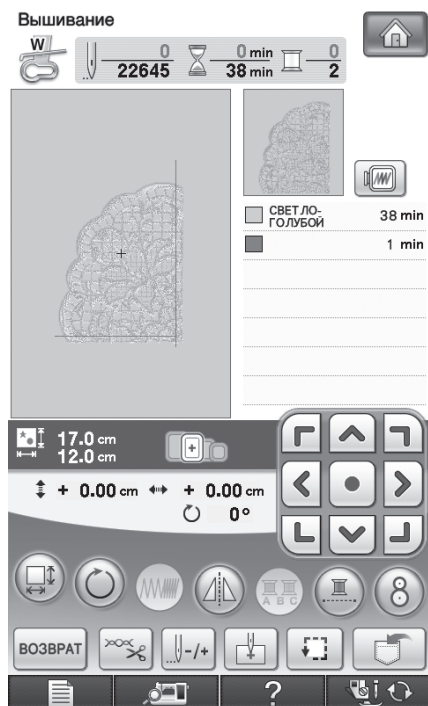 Вышивание
W
0 0 min 0
22645 38 min 2
СВЕТЛО-
ГОЛУБОЙ 38 min
1 min
17.0 cm
12.0 cm
+ 0.00 cm + 0.00 cm
0°
A B C
8
ВОЗВРАТ
-/+
?